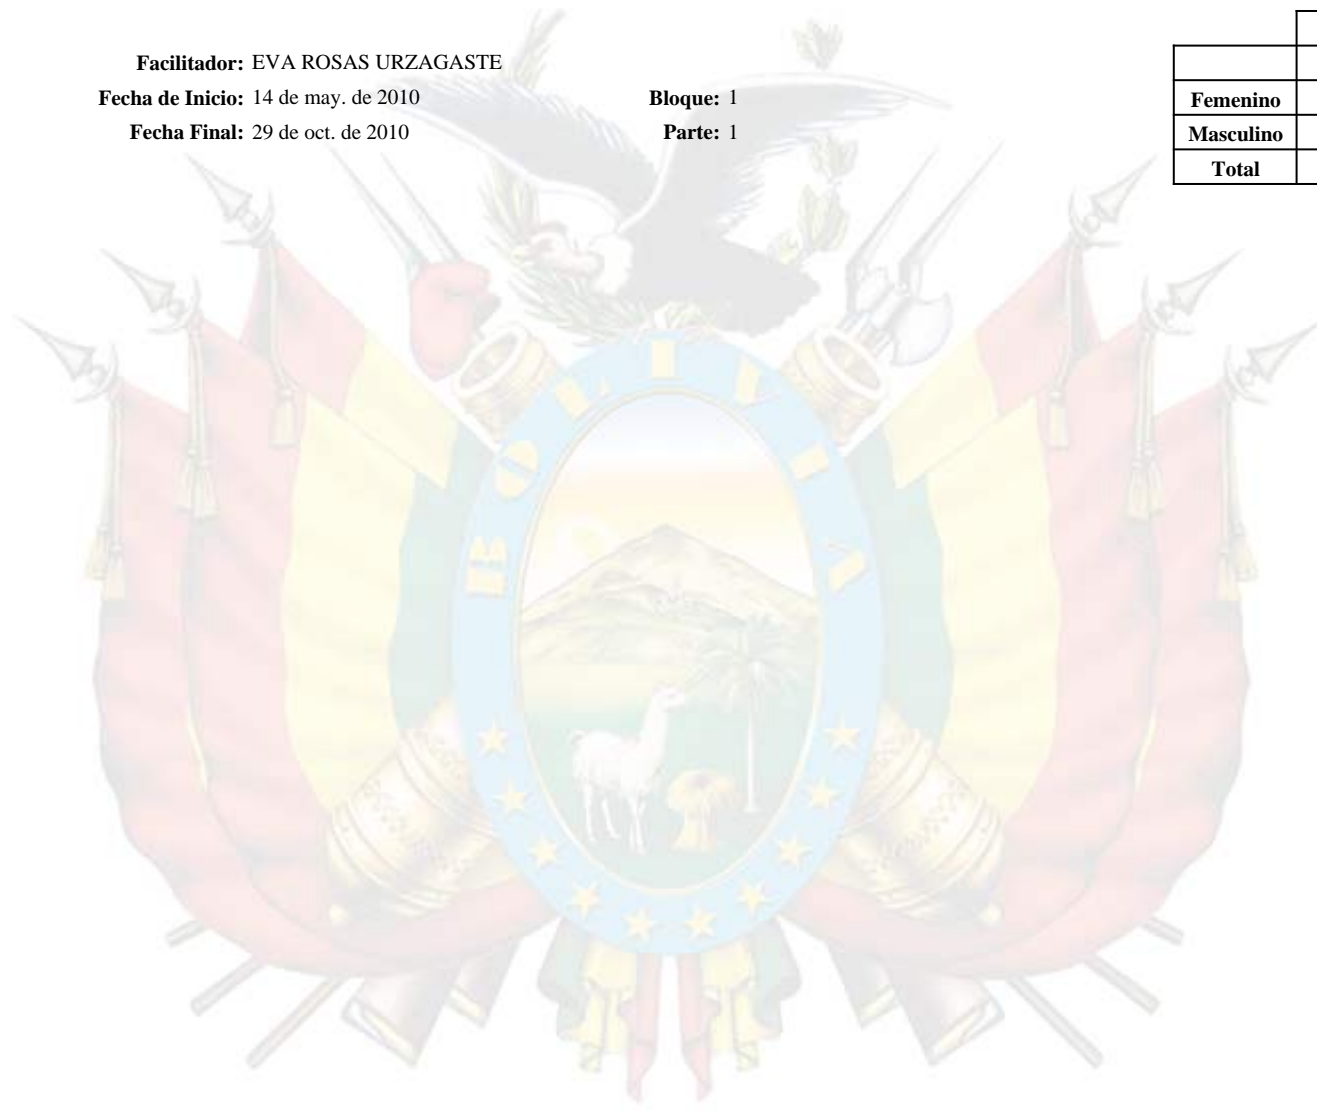 Facilitador: EVA ROSAS URZAGASTE
Fecha de Inicio: 14 de may. de 2010 Bloque: 1
Fecha Final: 29 de oct. de 2010 Parte: 1
Femenino
Masculino
Total
BOLIVIA